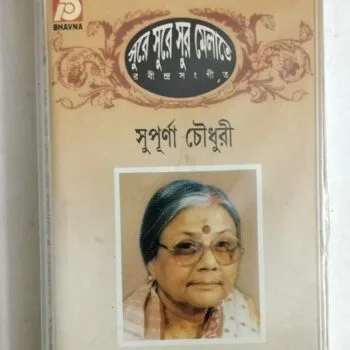 BHAVNA
সুরে সুরে সুর মেলাতে
রবীন্দ্রসংগীত
সুপূর্ণা চৌধুরী